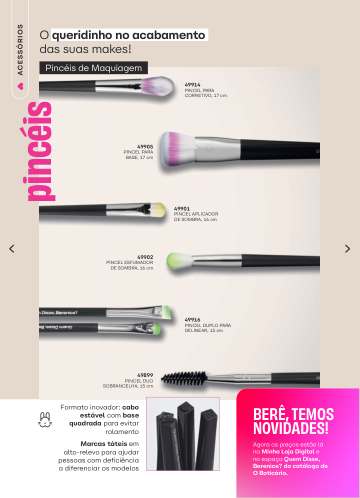 ACESSÓRIOS
O queridinho no acabamento
das suas makes!
Pincéis de Maquiagem
pincéis
49914
PINCEL PARA
CORRETIVO, 17 cm
49905
PINCEL PARA
BASE, 17 cm
49901
PINCEL APLICADOR
DE SOMBRA, 16 cm
49902
PINCEL ESFUMADOR
DE SOMBRA, 16 cm
49916
PINCEL DUPLO PARA
DELINEAR, 15 cm
49899
PINCEL DUO
SOBRANCELHA, 15 cm
Formato inovador: cabo
estável com base
quadrada para evitar
rolamento
Marcas táteis em
alto-relevo para ajudar
pessoas com deficiência
a diferenciar os modelos
BERÊ, TEMOS
NOVIDADES!
Agora os preços estão lá
na Minha Loja Digital e
no espaço Quem Disse,
Berenice? do catálogo de
O Boticário.